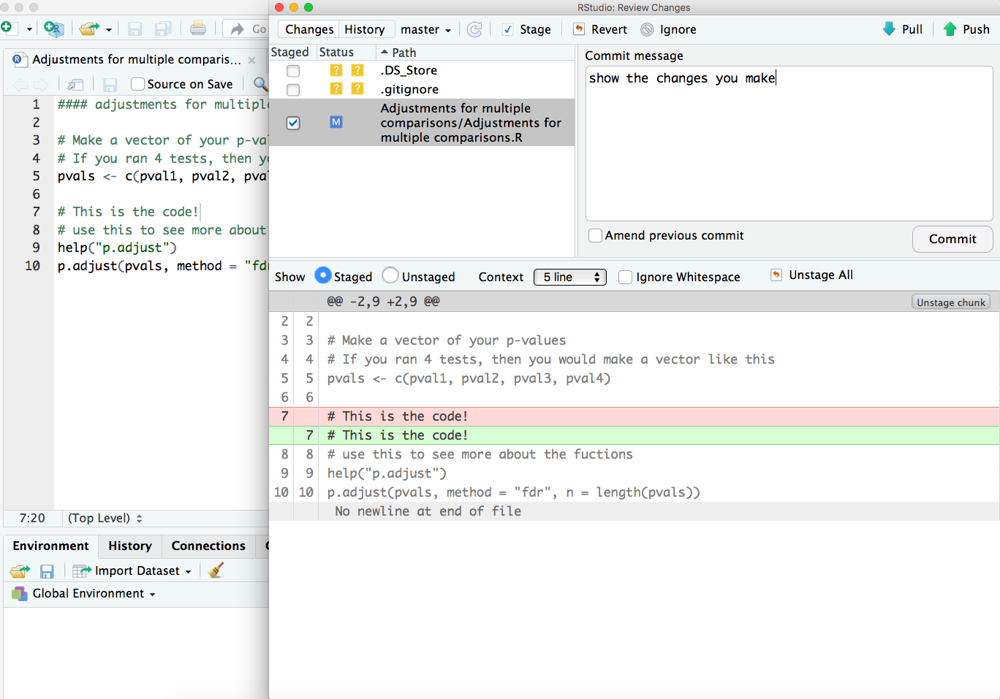 RStudio: Review Changes
Go
Changes History master Stage Revert Ignore Pull Push
Adjustments for multiple comparis...
Source on Save
1 #### adjustments for multiple
2
3 # Make a vector of your p-val
4 # If you ran 4 tests, then yo
5 pvals <- c(pval1, pval2, pval
6
7 # This is the code!
8 # use this to see more about
9 help("p.adjust")
10 p.adjust(pvals, method = "fdr
7:20 (Top Level)
Environment History Connections
Import Dataset
Global Environment
Staged Status Path
? ? .DS_Store
? ? .gitignore
M Adjustments for multiple
comparisons/Adjustments for
multiple comparisons.R
Commit message
show the changes you make
Amend previous commit
Commit
Show Staged Unstaged Context 5 line Ignore Whitespace Unstage All
@@ -2,9 +2,9 @@ Unstage chunk
2 2
3 3 # Make a vector of your p-values
4 4 # If you ran 4 tests, then you would make a vector like this
5 5 pvals <- c(pval1, pval2, pval3, pval4)
6 6
7 # This is the code!
7 # This is the code!
8 8 # use this to see more about the fuctions
9 9 help("p.adjust")
10 10 p.adjust(pvals, method = "fdr", n = length(pvals))
No newline at end of file